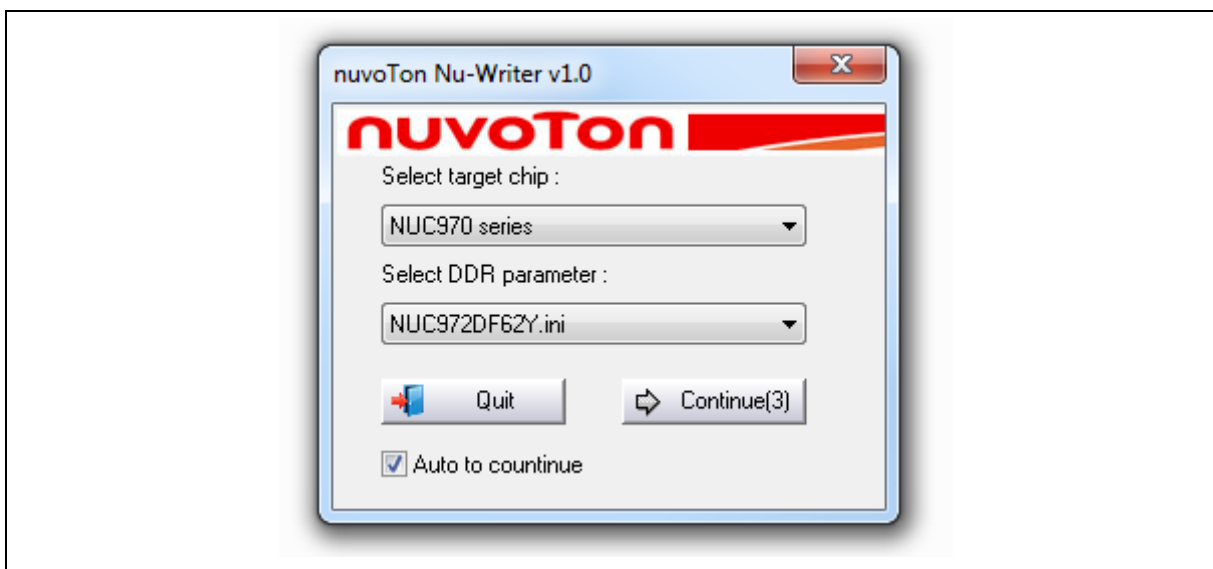 nuvoTon Nu-Writer v1.0
nuvoTon
Select target chip :
NUC970 series
Select DDR parameter :
NUC972DF62Y.ini
Quit
Continue(3)
Auto to countinue